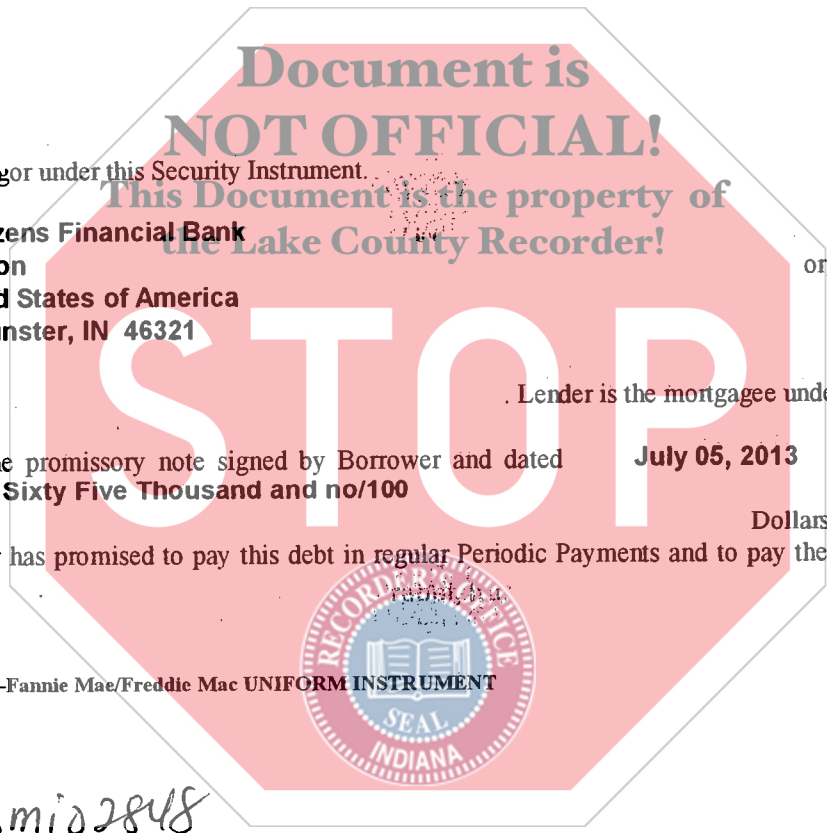 Document is
NOT OFFICIAL!
gor under this Security Instrument.
This Document is the property of
zens Financial Bank
the Lake County Recorder!
on
or
d States of America
nster, IN 46321
STOP
. Lender is the mortgagee unde
e promissory note signed by Borrower and dated July 05, 2013
Sixty Five Thousand and no/100
Dollars
has promised to pay this debt in regular Periodic Payments and to pay the
RECORDER'S OFFICE
-Fannie Mae/Freddie Mac UNIFORM INSTRUMENT
SEAL
INDIANA